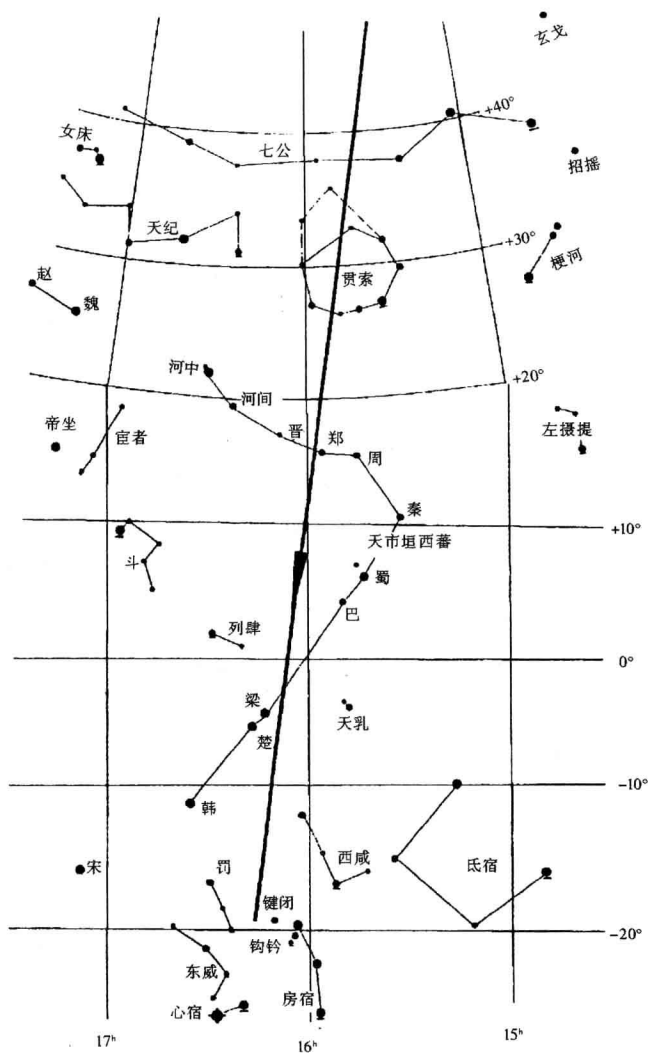 玄戈
+40°
女床
七公
招摇
天纪
+30°
贯索
梗河
赵
魏
河中
+20°
河间
帝坐
宦者
晋
郑
周
左摄提
秦
+10°
天市垣西蕃
斗
蜀
巴
列肆
0°
梁
天乳
楚
-10°
韩
宋
罚
西咸
氐宿
键闭
钩钤
-20°
东咸
房宿
心宿
17ʰ
16ʰ
15ʰ